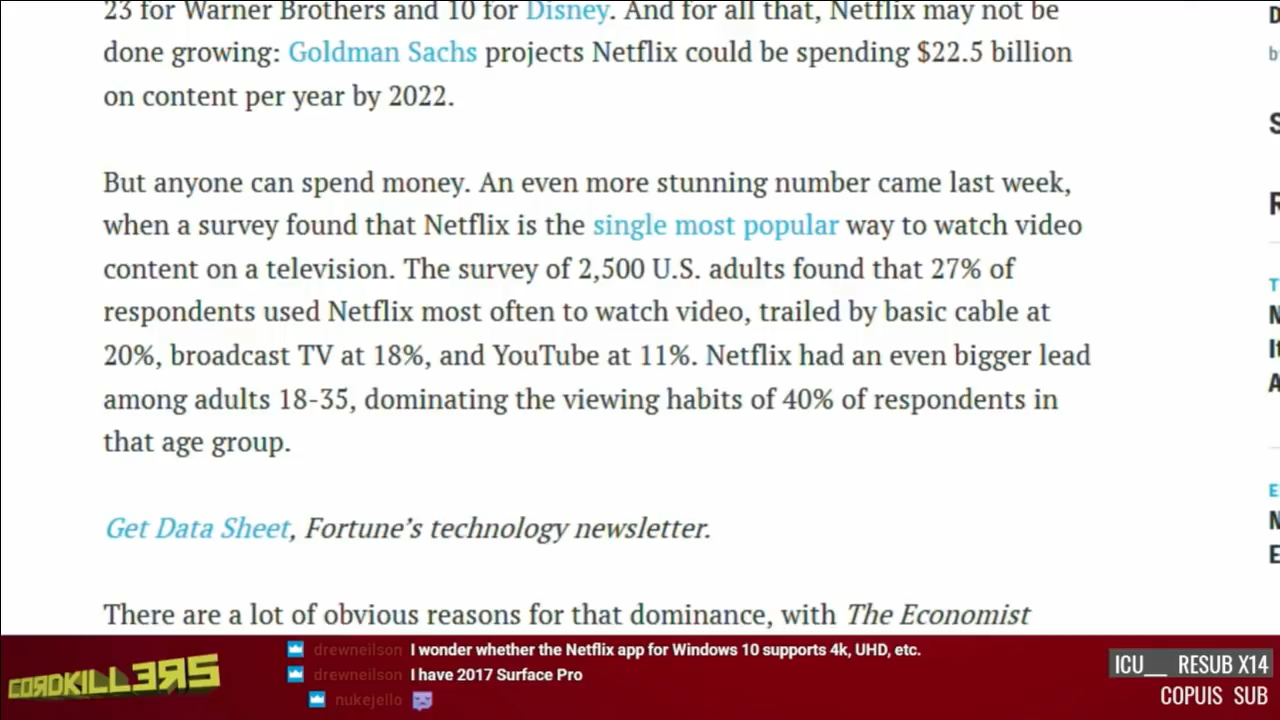 23 for Warner Brothers and 10 for Disney. And for all that, Netflix may not be
done growing: Goldman Sachs projects Netflix could be spending $22.5 billion
on content per year by 2022.
But anyone can spend money. An even more stunning number came last week,
when a survey found that Netflix is the single most popular way to watch video
content on a television. The survey of 2,500 U.S. adults found that 27% of
respondents used Netflix most often to watch video, trailed by basic cable at
20%, broadcast TV at 18%, and YouTube at 11%. Netflix had an even bigger lead
among adults 18-35, dominating the viewing habits of 40% of respondents in
that age group.
Get Data Sheet, Fortune's technology newsletter.
There are a lot of obvious reasons for that dominance, with The Economist
CORDKILLERS
drewneilson I wonder whether the Netflix app for Windows 10 supports 4k, UHD, etc.
drewneilson I have 2017 Surface Pro
nukejello
ICU__ RESUB X14
COPUIS SUB